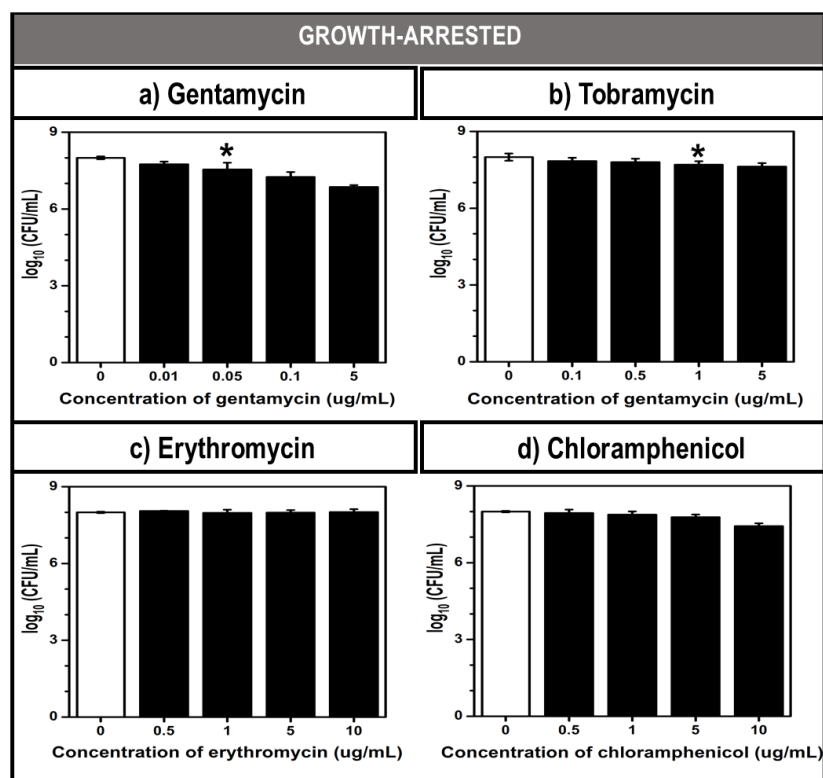 GROWTH-ARRESTED
a) Gentamycin
b) Tobramycin
9
6
3
0
log10 (CFU/mL)
*
0 0.01 0.05 0.1 5
Concentration of gentamycin (ug/mL)
9
6
3
0
log10 (CFU/mL)
*
0 0.1 0.5 1 5
Concentration of gentamycin (ug/mL)
c) Erythromycin
d) Chloramphenicol
9
6
3
0
log10 (CFU/mL)
0 0.5 1 5 10
Concentration of erythromycin (ug/mL)
9
6
3
0
log10 (CFU/mL)
0 0.5 1 5 10
Concentration of chloramphenicol (ug/mL)